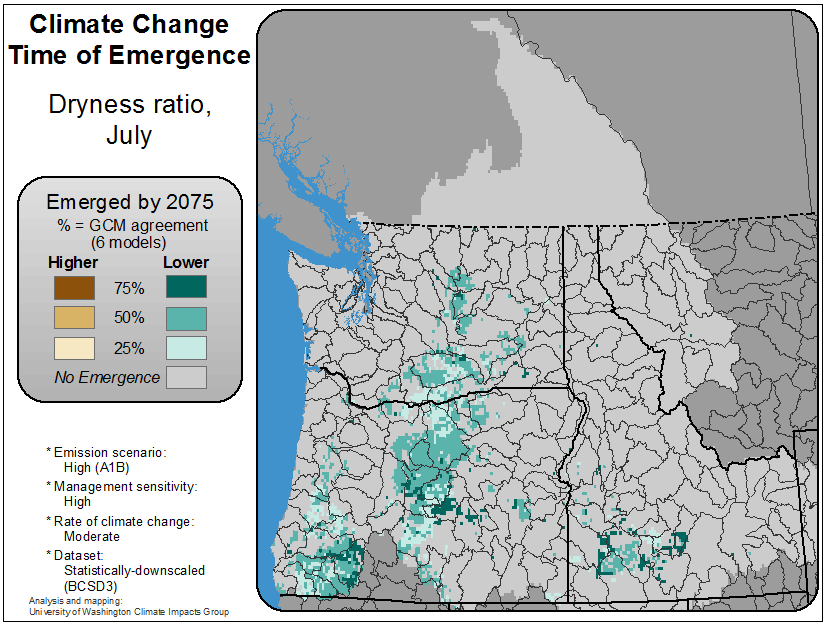 Climate Change
Time of Emergence
Dryness ratio,
July
Emerged by 2075
% = GCM agreement
(6 models)
Higher Lower
75%
50%
25%
No Emergence
* Emission scenario:
High (A1B)
* Management sensitivity:
High
* Rate of climate change:
Moderate
* Dataset:
Statistically-downscaled
(BCSD3)
Analysis and mapping:
University of Washington Climate Impacts Group